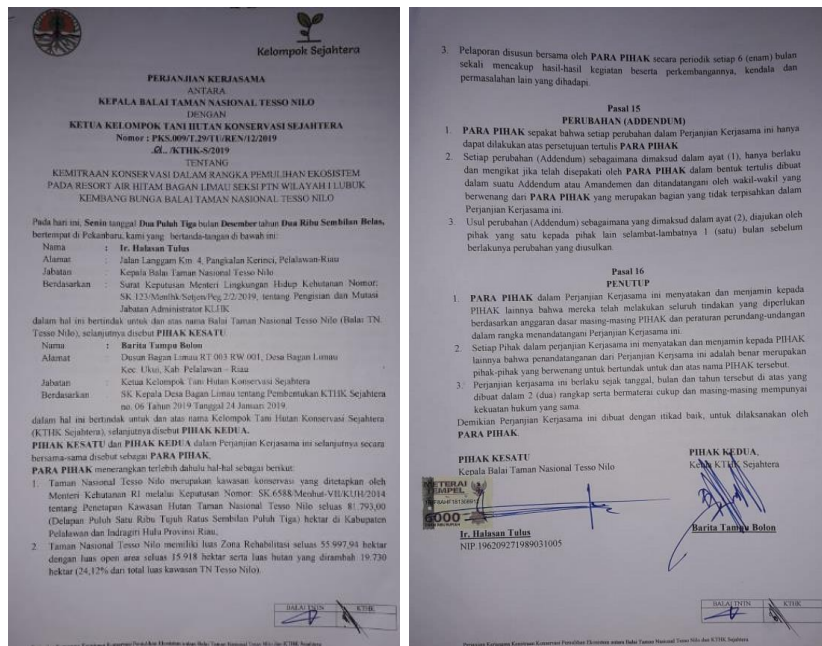 Kelompok Sejahtera
PERJANJIAN KERJASAMA
ANTARA
KEPALA BALAI TAMAN NASIONAL TESSO NILO
DENGAN
KETUA KELOMPOK TANI HUTAN KONSERVASI SEJAHTERA
Nomor : PKS.009/T.29/TU/REN/12/2019
/KTHK-S/2019
TENTANG
KEMITRAAN KONSERVASI DALAM RANGKA PEMULIHAN EKOSISTEM
PADA RESORT AIR HITAM BAGAN LIMAU SEKSI PTN WILAYAH I LUBUK
KEMBANG BUNGA BALAI TAMAN NASIONAL TESSO NILO
Pada hari ini, Senin tanggal Dua Puluh Tiga bulan Desember tahun Dua Ribu Sembilan Belas,
bertempat di Pekanbaru, kami yang bertanda-tangan di bawah ini:
Nama : Ir. Halasan Tulus
Alamat : Jalan Langgam Km. 4, Pangkalan Kerinci, Pelalawan-Riau
Jabatan : Kepala Balai Taman Nasional Tesso Nilo
Berdasarkan : Surat Keputusan Menteri Lingkungan Hidup Kehutanan Nomor:
SK.123/Menlhk/Setjen/Peg.2/2/2019, tentang Pengisian dan Mutasi
Jabatan Administrator KLHK
dalam hal ini bertindak untuk dan atas nama Balai Taman Nasional Tesso Nilo (Balai TN.
Tesso Nilo), selanjutnya disebut PIHAK KESATU
Nama : Barita Tampu Bolon
Alamat : Dusun Bagan Limau RT 003 RW 001, Desa Bagan Limau
Kec. Ukui, Kab Pelalawan – Riau
Jabatan : Ketua Kelompok Tani Hutan Konservasi Sejahtera
Berdasarkan : SK Kepala Desa Bagan Limau tentang Pembentukan KTHK Sejahtera
no. 06 Tahun 2019 Tanggal 24 Januari 2019.
dalam hal ini bertindak untuk dan atas nama Kelompok Tani Hutan Konservasi Sejahtera
(KTHK Sejahtera), selanjutnya disebut PIHAK KEDUA.
PIHAK KESATU dan PIHAK KEDUA dalam Perjanjian Kerjasama ini selanjutnya secara
bersama-sama disebut sebagai PARA PIHAK,
PARA PIHAK menerangkan terlebih dahulu hal-hal sebagai berikut:
1. Taman Nasional Tesso Nilo merupakan kawasan konservasi yang ditetapkan oleh
Menteri Kehutanan RI melalui Keputusan Nomor: SK.6588/Menhut-VII/KUH/2014
tentang Penetapan Kawasan Hutan Taman Nasional Tesso Nilo seluas 81.793,00
(Delapan Puluh Satu Ribu Tujuh Ratus Sembilan Puluh Tiga) hektar di Kabupaten
Pelalawan dan Indragiri Hulu Provinsi Riau,
2. Taman Nasional Tesso Nilo memiliki luas Zona Rehabilitasi seluas 55.997,94 hektar
dengan luas open area seluas 15.918 hektar serta luas hutan yang dirambah 19.730
hektar (24,12% dari total luas kawasan TN Tesso Nilo).
BALAI TNTN KTHK
3. Pelaporan disusun bersama oleh PARA PIHAK secara periodik setiap 6 (enam) bulan
sekali mencakup hasil-hasil kegiatan beserta perkembangannya, kendala dan
permasalahan lain yang dihadapi.
Pasal 15
PERUBAHAN (ADDENDUM)
1. PARA PIHAK sepakat bahwa setiap perubahan dalam Perjanjian Kerjasama ini hanya
dapat dilakukan atas persetujuan tertulis PARA PIHAK
2. Setiap perubahan (Addendum) sebagaimana dimaksud dalam ayat (1), hanya berlaku
dan mengikat jika telah disepakati oleh PARA PIHAK dalam bentuk tertulis dibuat
dalam suatu Addendum atau Amandemen dan ditandatangani oleh wakil-wakil yang
berwenang dari PARA PIHAK yang merupakan bagian yang tidak terpisahkan dalam
Perjanjian Kerjasama ini.
3. Usul perubahan (Addendum) sebagaimana yang dimaksud dalam ayat (2), diajukan oleh
pihak yang satu kepada pihak lain selambat-lambatnya 1 (satu) bulan sebelum
berlakunya perubahan yang diusulkan.
Pasal 16
PENUTUP
1. PARA PIHAK dalam Perjanjian Kerjasama ini menyatakan dan menjamin kepada
PIHAK lainnya bahwa mereka telah melakukan seluruh tindakan yang diperlukan
berdasarkan anggaran dasar masing-masing PIHAK dan peraturan perundang-undangan
dalam rangka menandatangani Perjanjian Kerjasama ini.
2. Setiap Pihak dalam perjanjian Kerjasama ini menyatakan dan menjamin kepada PIHAK
lainnya bahwa penandatanganan dari Perjanjian Kerjasama ini adalah benar merupakan
pihak-pihak yang berwenang untuk bertindak untuk dan atas nama PIHAK tersebut.
3. Perjanjian kerjasama ini berlaku sejak tanggal, bulan dan tahun tersebut di atas yang
dibuat dalam 2 (dua) rangkap serta bermaterai cukup dan masing-masing mempunyai
kekuatan hukum yang sama.
Demikian Perjanjian Kerjasama ini dibuat dengan itikad baik, untuk dilaksanakan oleh
PARA PIHAK.
PIHAK KESATU
Kepala Balai Taman Nasional Tesso Nilo
METERAI
TEMPEL
6000
Ir. Halasan Tulus
NIP.196209271989031005
PIHAK KEDUA,
Ketua KTHK Sejahtera
Barita Tampu Bolon
BALAI TNTN KTHK
Perjanjian Kerjasama Kemitraan Konservasi Pemulihan Ekosistem antara Balai Taman Nasional Tesso Nilo dan KTHK Sejahtera